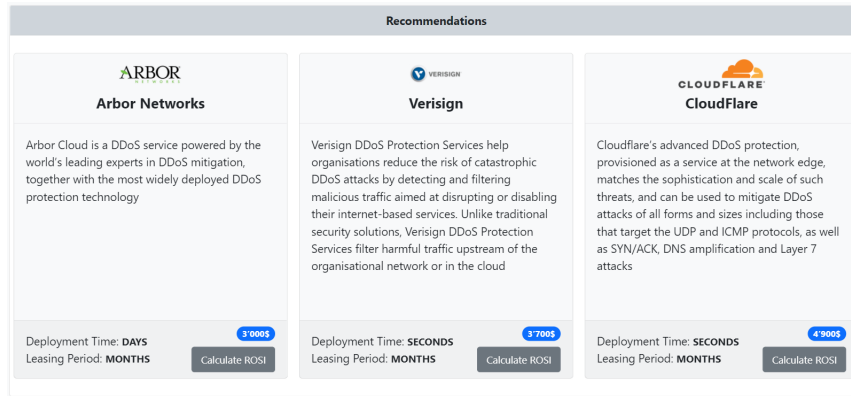 Recommendations
ARBOR
NETWORKS
Arbor Networks
Arbor Cloud is a DDoS service powered by the
world's leading experts in DDoS mitigation,
together with the most widely deployed DDoS
protection technology
Deployment Time: DAYS
Leasing Period: MONTHS
3'000$
Calculate ROSI
VERISIGN
Verisign
Verisign DDoS Protection Services help
organisations reduce the risk of catastrophic
DDoS attacks by detecting and filtering
malicious traffic aimed at disrupting or disabling
their internet-based services. Unlike traditional
security solutions, Verisign DDoS Protection
Services filter harmful traffic upstream of the
organisational network or in the cloud
Deployment Time: SECONDS
Leasing Period: MONTHS
3'700$
Calculate ROSI
CLOUDFLARE
CloudFlare
Cloudflare's advanced DDoS protection,
provisioned as a service at the network edge,
matches the sophistication and scale of such
threats, and can be used to mitigate DDoS
attacks of all forms and sizes including those
that target the UDP and ICMP protocols, as well
as SYN/ACK, DNS amplification and Layer 7
attacks
Deployment Time: SECONDS
Leasing Period: MONTHS
4'900$
Calculate ROSI